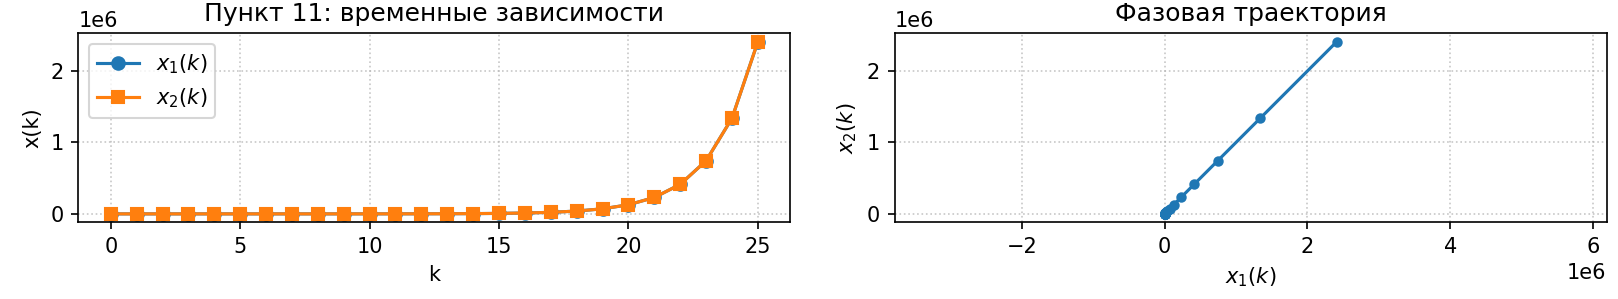 Пункт 11: временные зависимости
1e6
x(k)
2
1
0
x₁(k)
x₂(k)
0 5 10 15 20 25
k
Фазовая траектория
1e6
x₂(k)
2
1
0
−2 0 2 4 6
1e6
x₁(k)